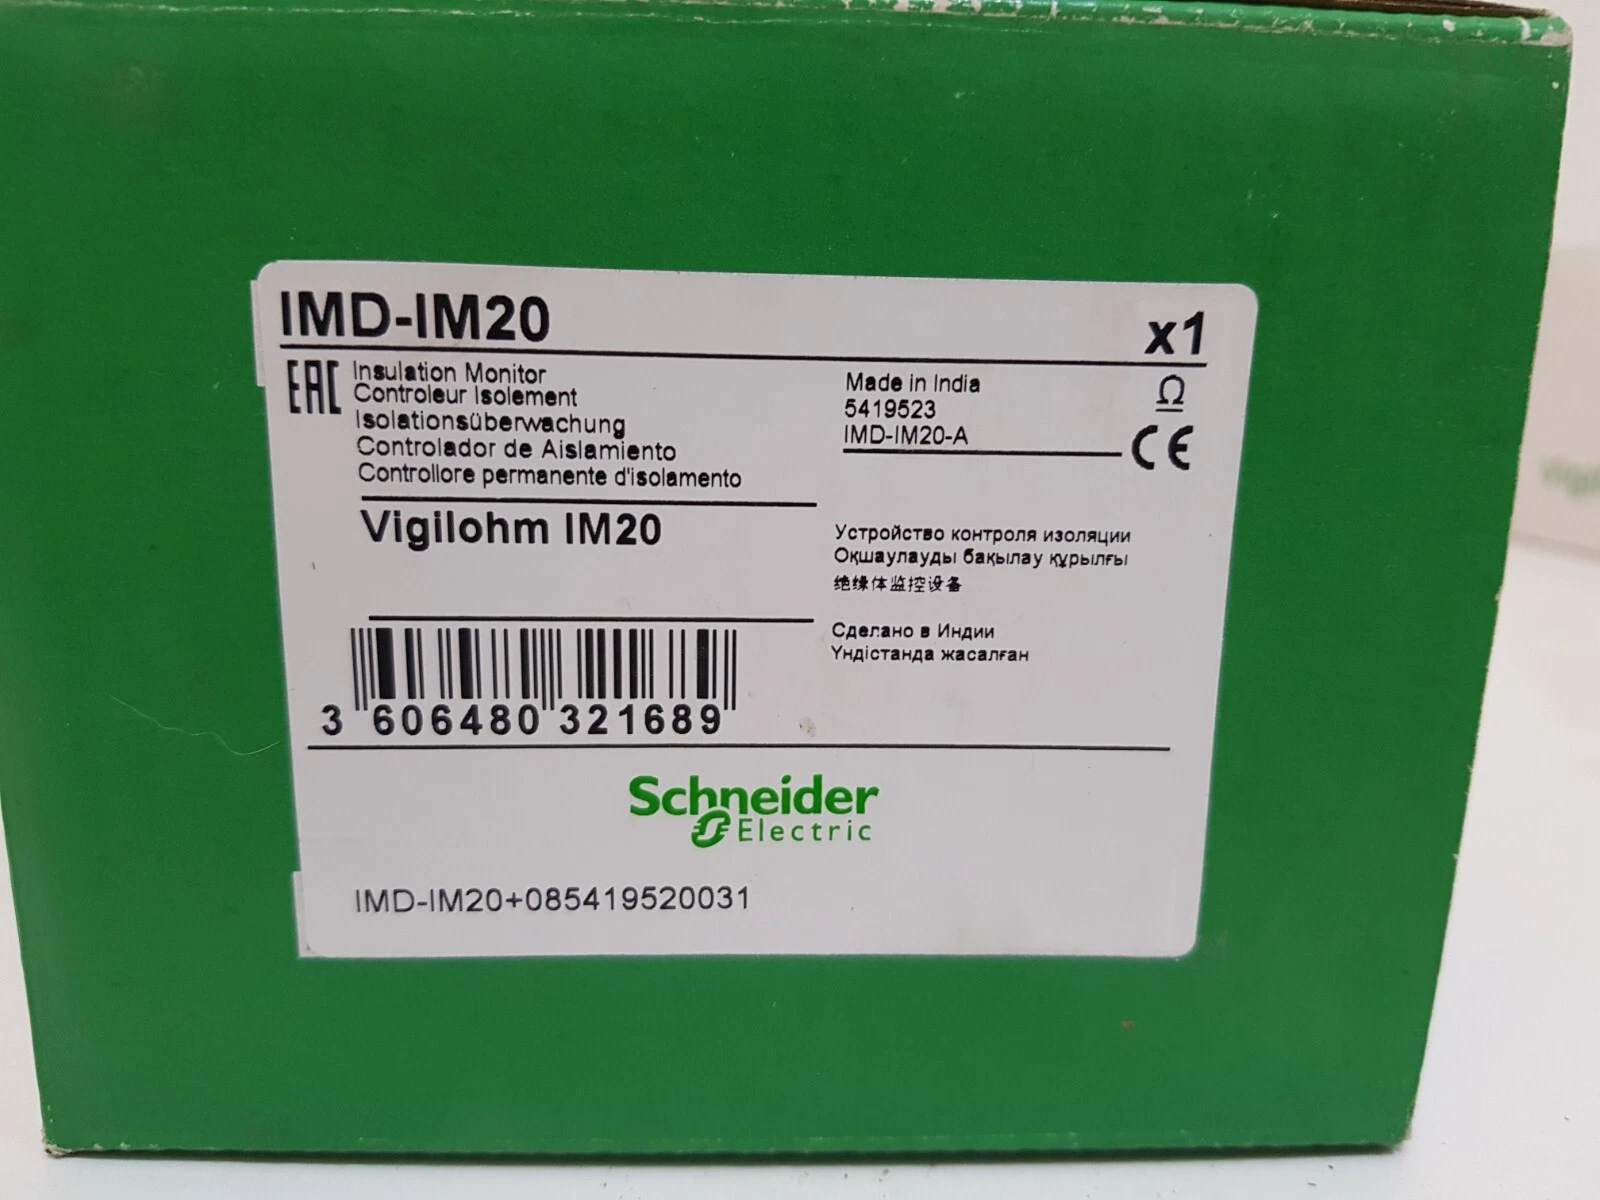 IMD-IM20
x1
EAC
Insulation Monitor
Controleur Isolement
Isolationsüberwachung
Controlador de Aislamiento
Controllore permanente d'isolamento
Made in India
5419523
IMD-IM20-A
Ω
CE
Vigilohm IM20
Устройство контроля изоляции
Оқшаулауды бақылау құрылғы
绝缘体监控设备
Сделано в Индии
Үндістанда жасалған
3 606480 321689
Schneider
Electric
IMD-IM20+085419520031